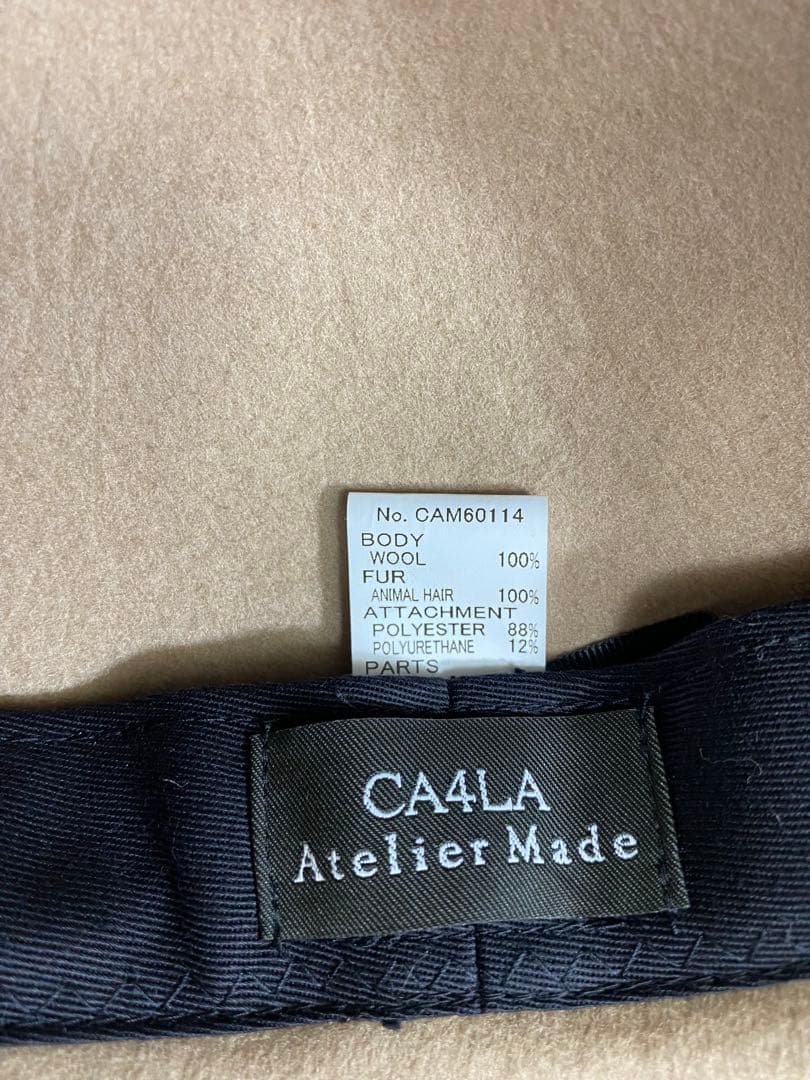 No. CAM60114
BODY
WOOL 100%
FUR
ANIMAL HAIR 100%
ATTACHMENT
POLYESTER 88%
POLYURETHANE 12%
PARTS
CA4LA
Atelier Made